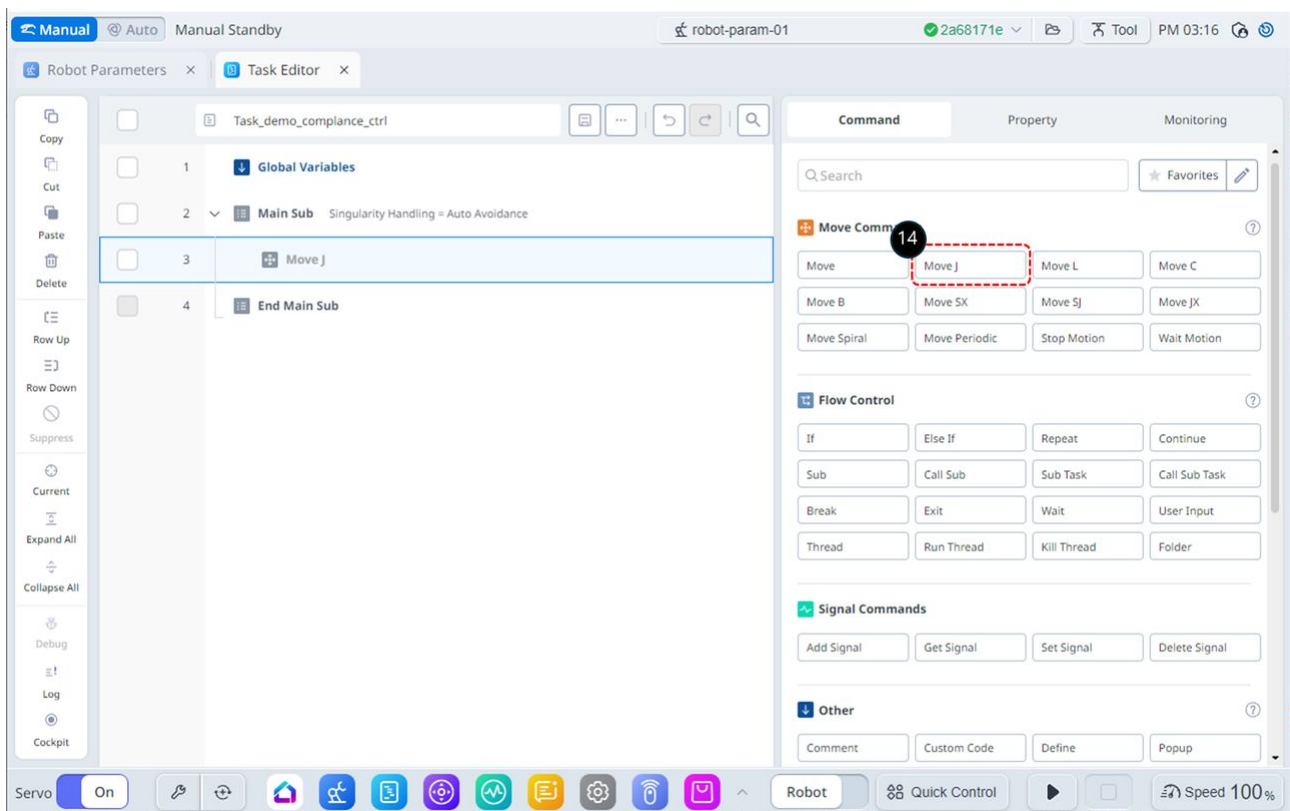 Manual Auto Manual Standby robot-param-01 2a68171e Tool PM 03:16
Robot Parameters × Task Editor ×
Copy
Cut
Paste
Delete
Row Up
Row Down
Suppress
Current
Expand All
Collapse All
Debug
Log
Cockpit
Task_demo_complance_ctrl ...
1 Global Variables
2 Main Sub Singularity Handling = Auto Avoidance
3 Move J
4 End Main Sub
Command Property Monitoring
Search Favorites
Move Comm ?
14
Move Move J Move L Move C
Move B Move SX Move SJ Move JX
Move Spiral Move Periodic Stop Motion Wait Motion
Flow Control ?
If Else If Repeat Continue
Sub Call Sub Sub Task Call Sub Task
Break Exit Wait User Input
Thread Run Thread Kill Thread Folder
Signal Commands
Add Signal Get Signal Set Signal Delete Signal
Other ?
Comment Custom Code Define Popup
Servo On Robot Quick Control Speed 100 %